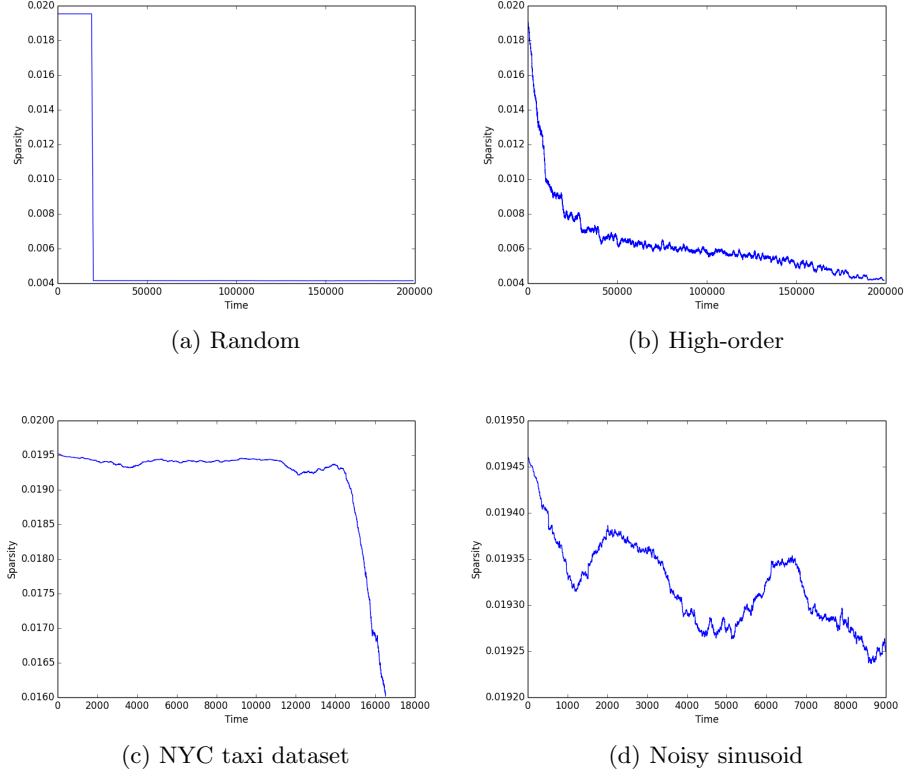 0.020
0.018
0.016
0.014
0.012
0.010
0.008
0.006
0.004
Sparsity
0 50000 100000 150000 200000
Time
(a) Random
0.020
0.018
0.016
0.014
0.012
0.010
0.008
0.006
0.004
Sparsity
0 50000 100000 150000 200000
Time
(b) High-order
0.0200
0.0195
0.0190
0.0185
0.0180
0.0175
0.0170
0.0165
0.0160
Sparsity
0 2000 4000 6000 8000 10000 12000 14000 16000 18000
Time
(c) NYC taxi dataset
0.01950
0.01945
0.01940
0.01935
0.01930
0.01925
0.01920
Sparsity
0 1000 2000 3000 4000 5000 6000 7000 8000 9000
Time
(d) Noisy sinusoid